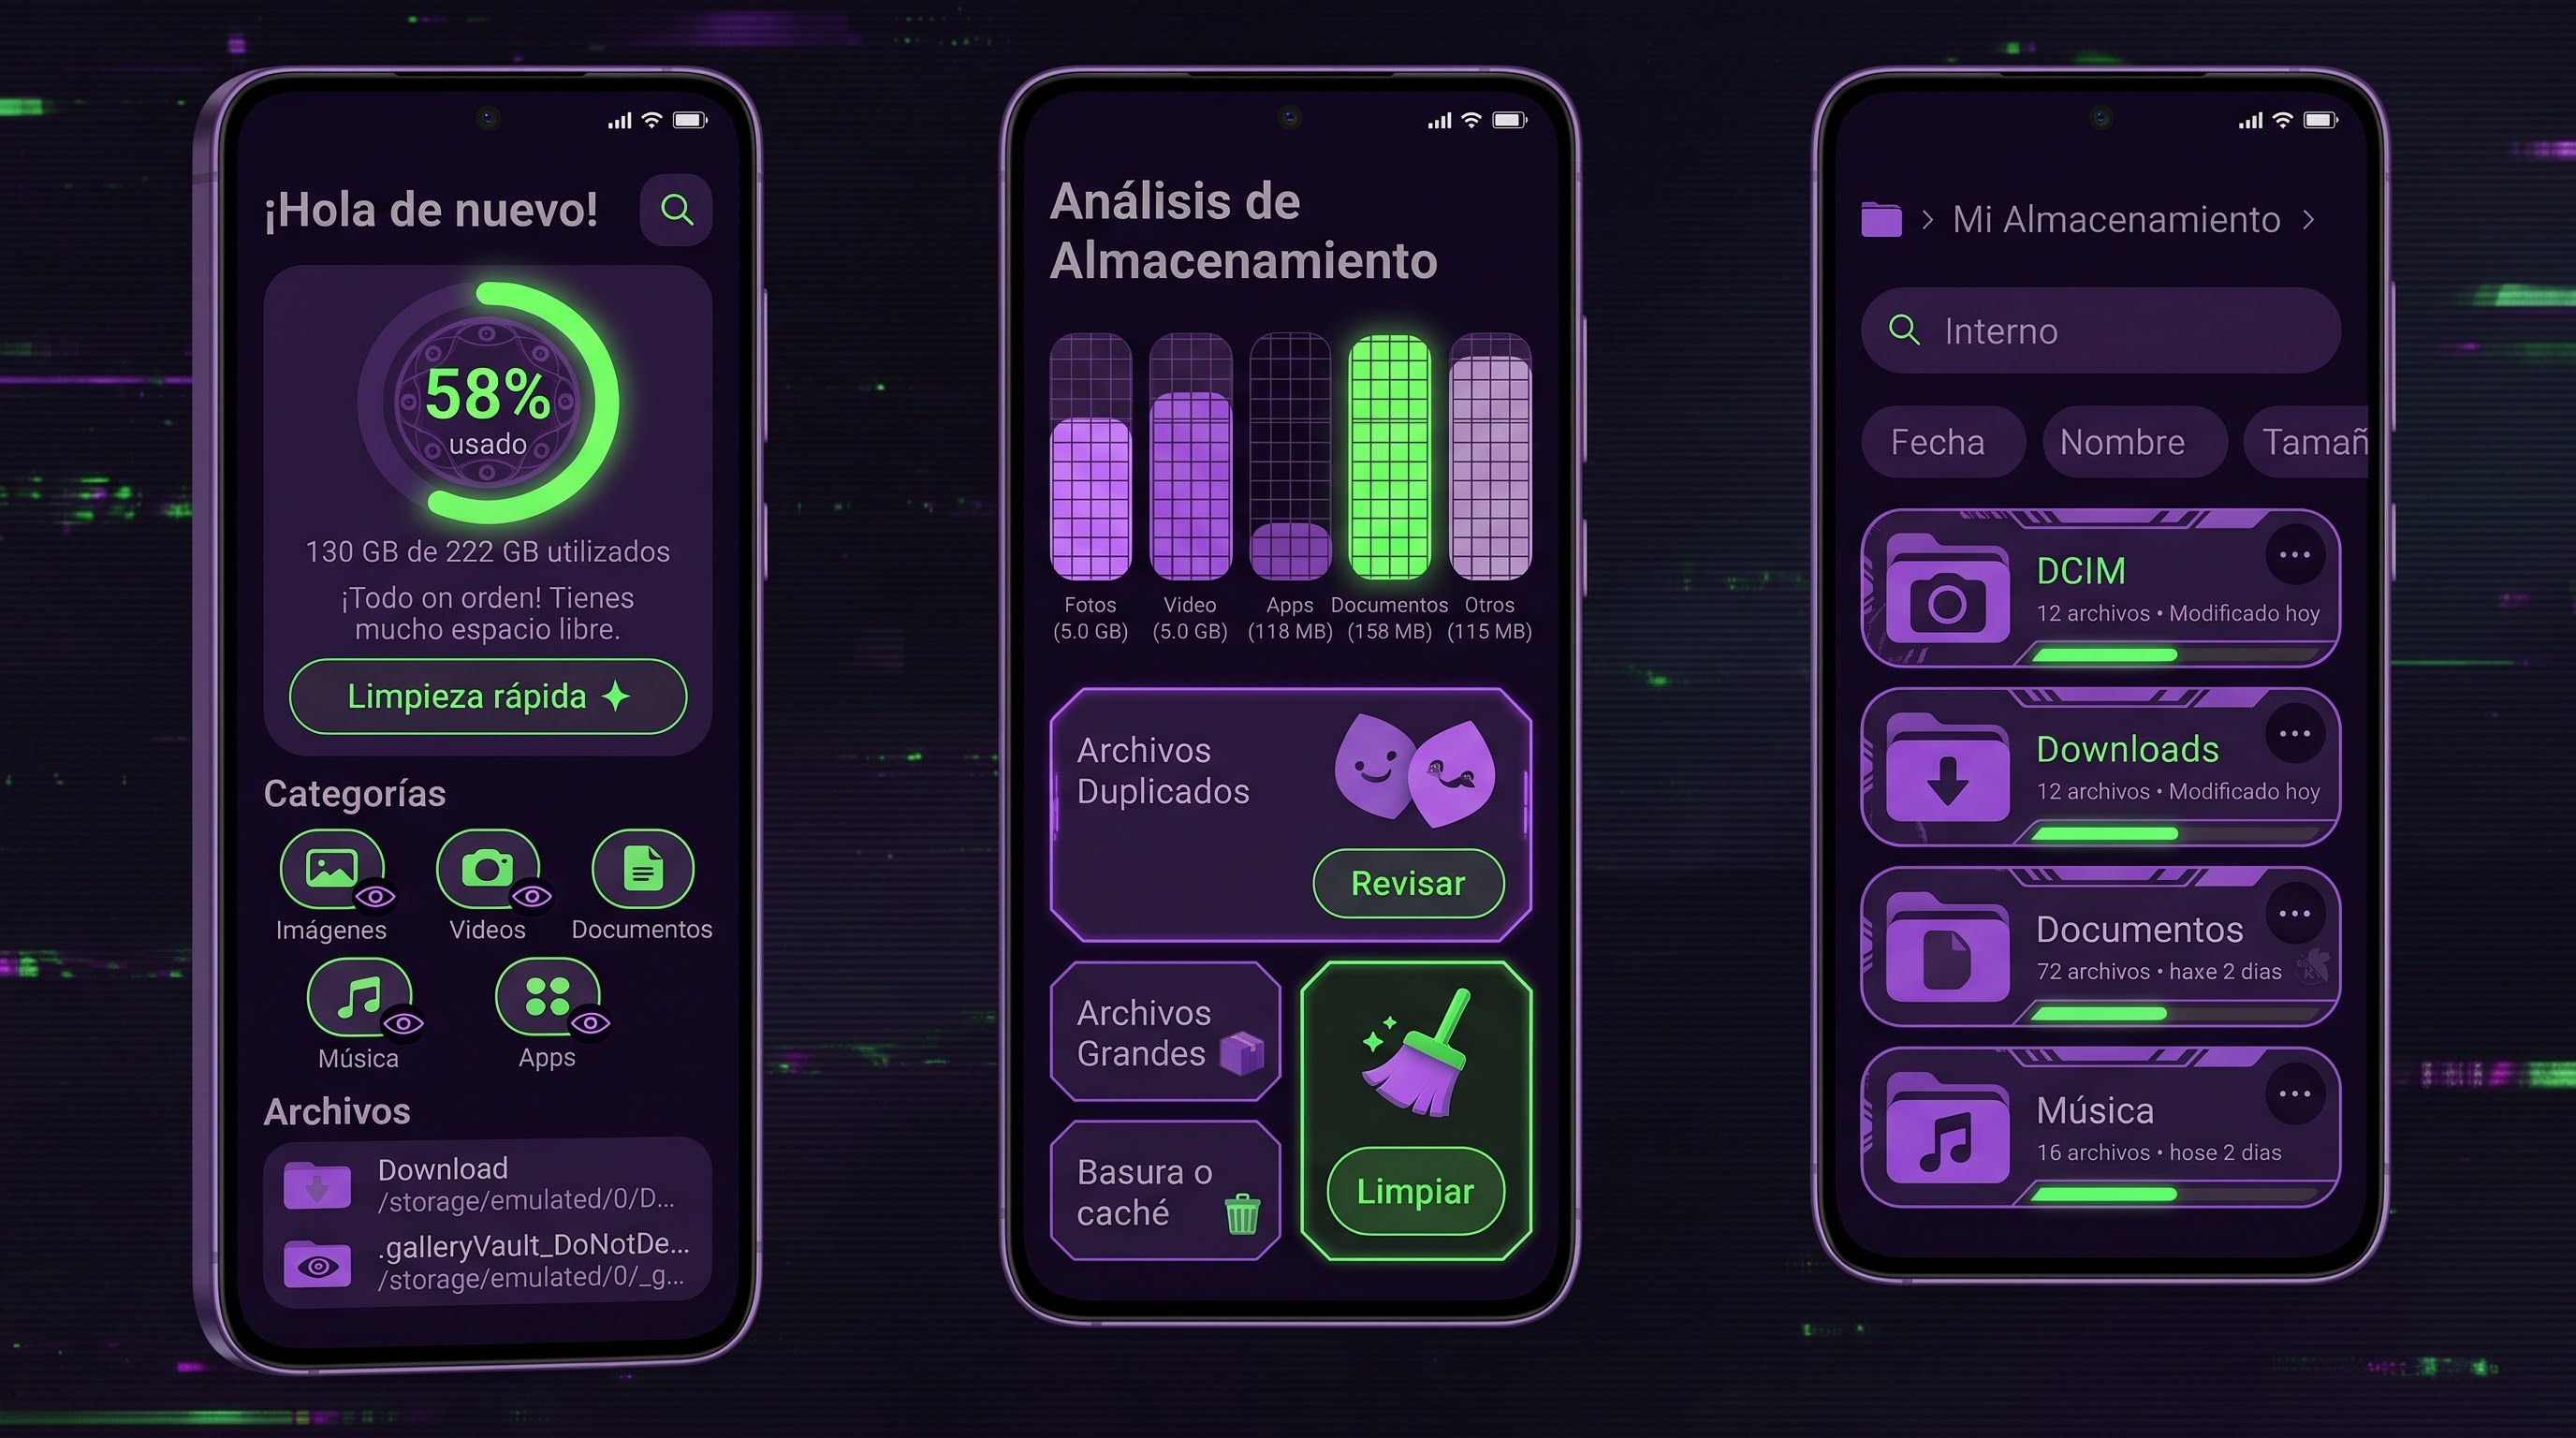 ¡Hola de nuevo!
58%
usado
130 GB de 222 GB utilizados
¡Todo on orden! Tienes
mucho espacio libre.
Limpieza rápida
Categorías
Imágenes
Videos
Documentos
Música
Apps
Archivos
Download
/storage/emulated/0/D...
.galleryVault_DoNotDe...
/storage/emulated/0/_g...
Análisis de
Almacenamiento
Fotos
(5.0 GB)
Video
(5.0 GB)
Apps
(118 MB)
Documentos
(158 MB)
Otros
(115 MB)
Archivos
Duplicados
Revisar
Archivos
Grandes
Basura o
caché
Limpiar
> Mi Almacenamiento >
Interno
Fecha
Nombre
Tamañ
DCIM
12 archivos • Modificado hoy
Downloads
12 archivos • Modificado hoy
Documentos
72 archivos • haxe 2 dias
Música
16 archivos • hose 2 dias